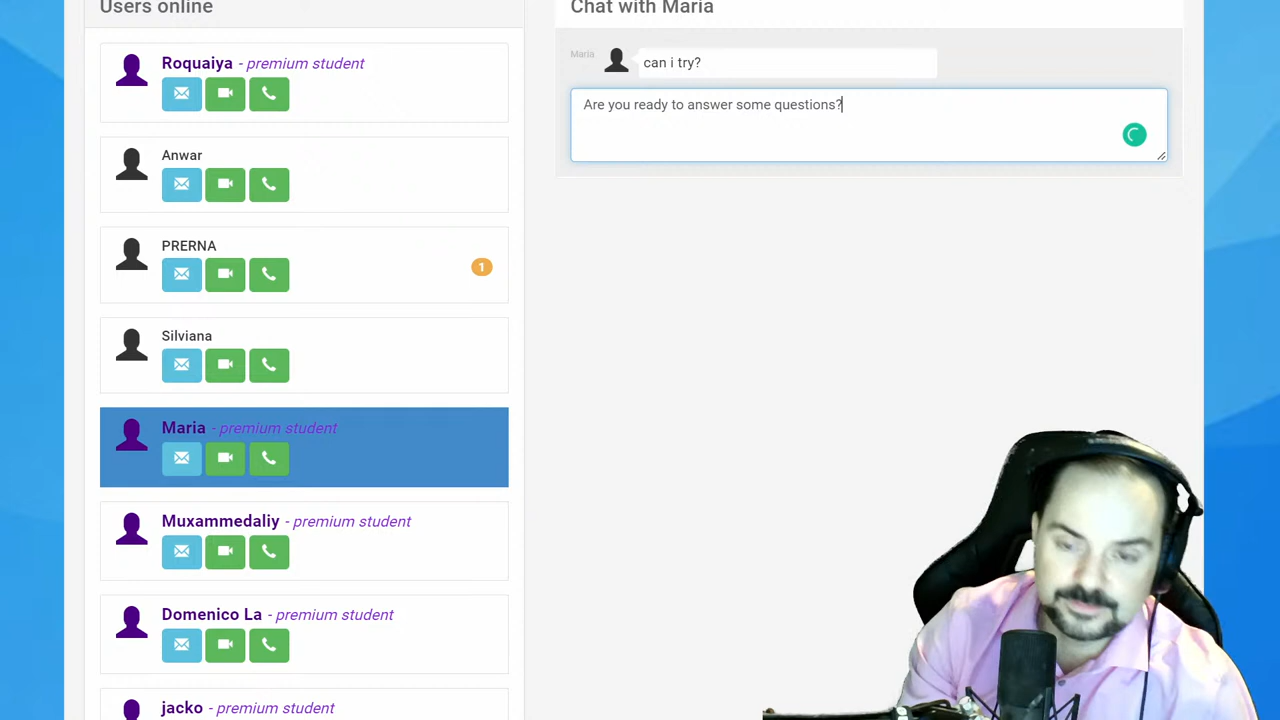 Users online
Roquaiya - premium student
Anwar
PRERNA
1
Silviana
Maria - premium student
Muxammedaliy - premium student
Domenico La - premium student
jacko - premium student
Chat with Maria
Maria
can i try?
Are you ready to answer some questions?